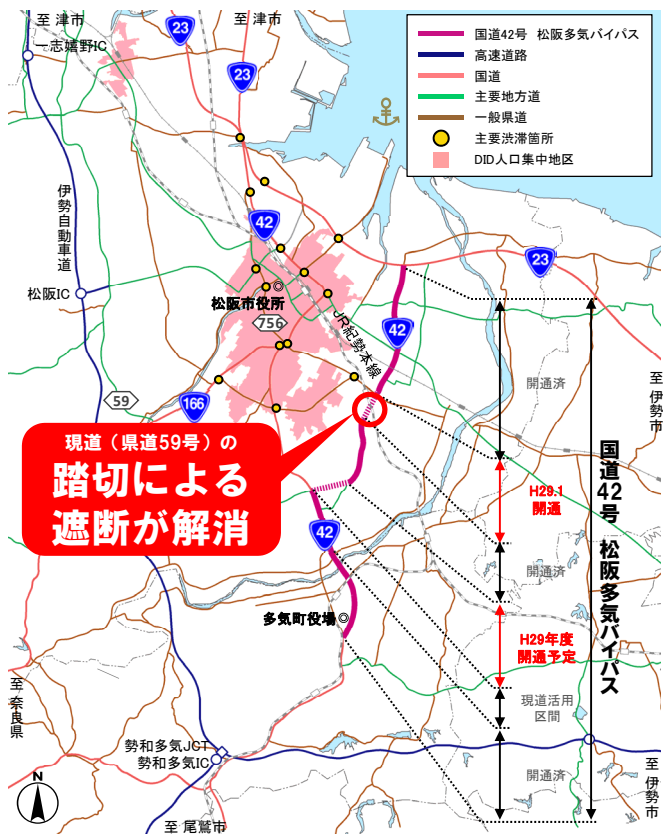 至 津市
至 津市
一志嬉野IC
23
23
国道42号 松阪多気バイパス
高速道路
国道
主要地方道
一般県道
主要渋滞箇所
DID人口集中地区
伊勢自動車道
42
松阪IC
松阪市役所
756
JR紀勢本線
42
23
至 伊勢市
59
166
開通済
現道（県道59号）の
踏切による
遮断が解消
H29.1
開通
42
開通済
国道42号 松阪多気バイパス
多気町役場
H29年度
開通予定
現道活用
区間
至 奈良県
勢和多気JCT
勢和多気IC
開通済
至 伊勢市
N
至 尾鷲市